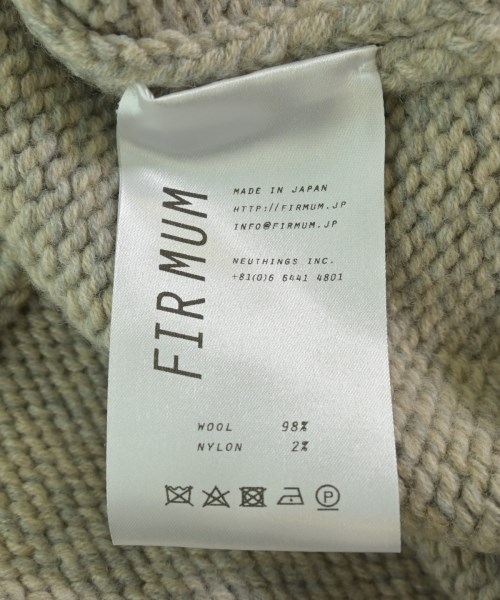 FIRMUM
MADE IN JAPAN
HTTP://FIRMUM.JP
INFO@FIRMUM.JP
NEUTHINGS INC.
+81(0)6 6441 4801
WOOL 98%
NYLON 2%
P